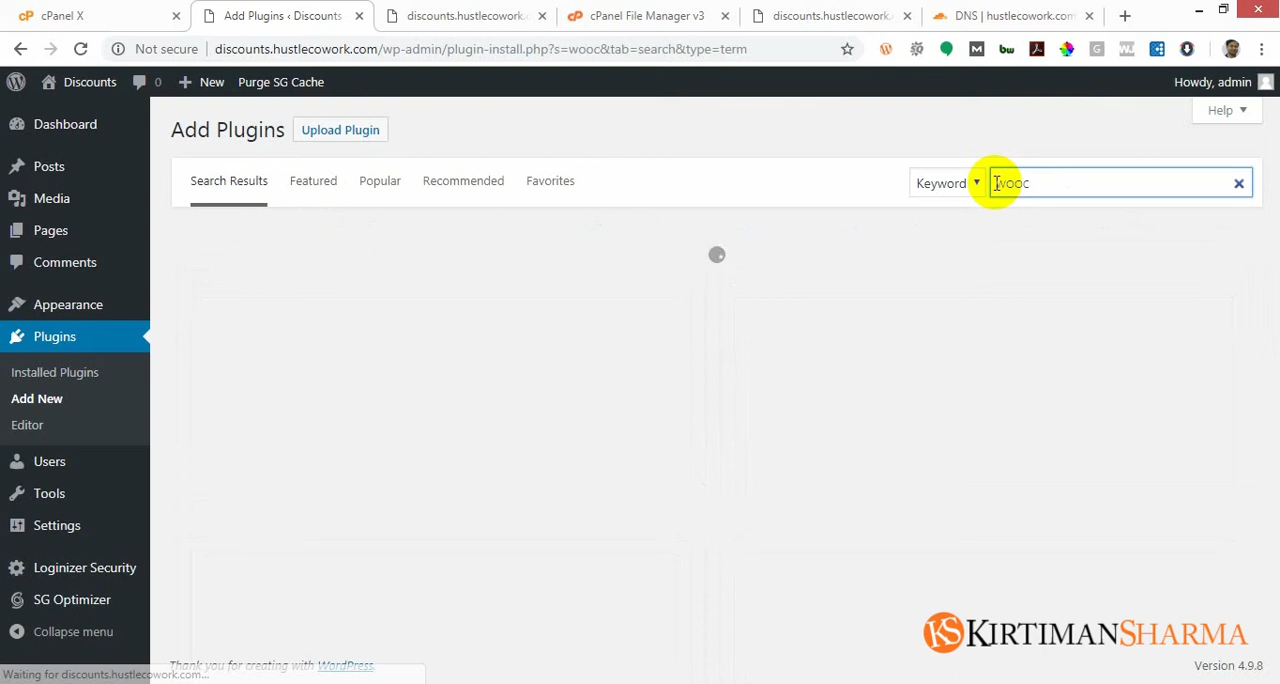 cPanel X
Add Plugins ‹ Discounts
discounts.hustlecowork.
cPanel File Manager v3
discounts.hustlecowork.
DNS | hustlecowork.com
Not secure | discounts.hustlecowork.com/wp-admin/plugin-install.php?s=wooc&tab=search&type=term
Discounts 0 New Purge SG Cache Howdy, admin
Help
Dashboard
Posts
Media
Pages
Comments
Appearance
Plugins
Installed Plugins
Add New
Editor
Users
Tools
Settings
Loginizer Security
SG Optimizer
Collapse menu
Add Plugins Upload Plugin
Search Results Featured Popular Recommended Favorites Keyword wooc
KS KIRTIMANSHARMA
Thank you for creating with WordPress. Version 4.9.8
Waiting for discounts.hustlecowork.com...